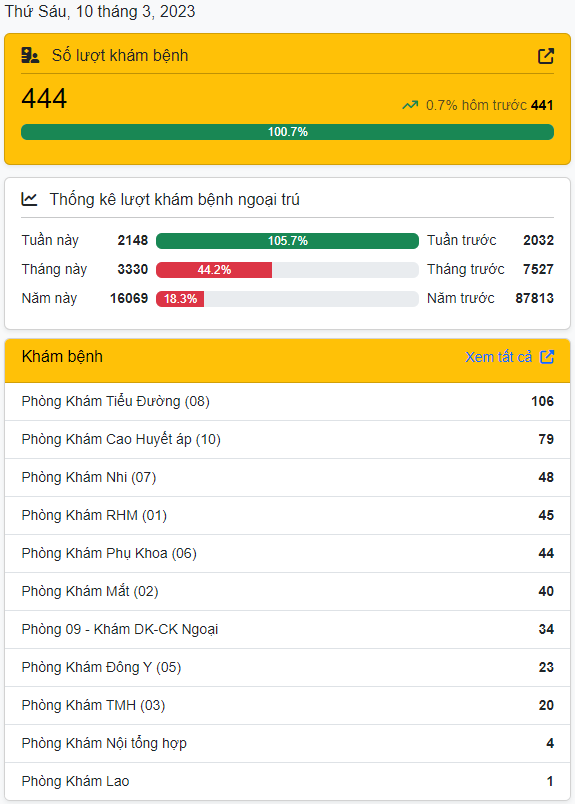 Thứ Sáu, 10 tháng 3, 2023
Số lượt khám bệnh
444
0.7% hôm trước 441
100.7%
Thống kê lượt khám bệnh ngoại trú
Tuần này 2148 105.7% Tuần trước 2032
Tháng này 3330 44.2% Tháng trước 7527
Năm này 16069 18.3% Năm trước 87813
Khám bệnh Xem tất cả
Phòng Khám Tiểu Đường (08) 106
Phòng Khám Cao Huyết áp (10) 79
Phòng Khám Nhi (07) 48
Phòng Khám RHM (01) 45
Phòng Khám Phụ Khoa (06) 44
Phòng Khám Mắt (02) 40
Phòng 09 - Khám DK-CK Ngoại 34
Phòng Khám Đông Y (05) 23
Phòng Khám TMH (03) 20
Phòng Khám Nội tổng hợp 4
Phòng Khám Lao 1